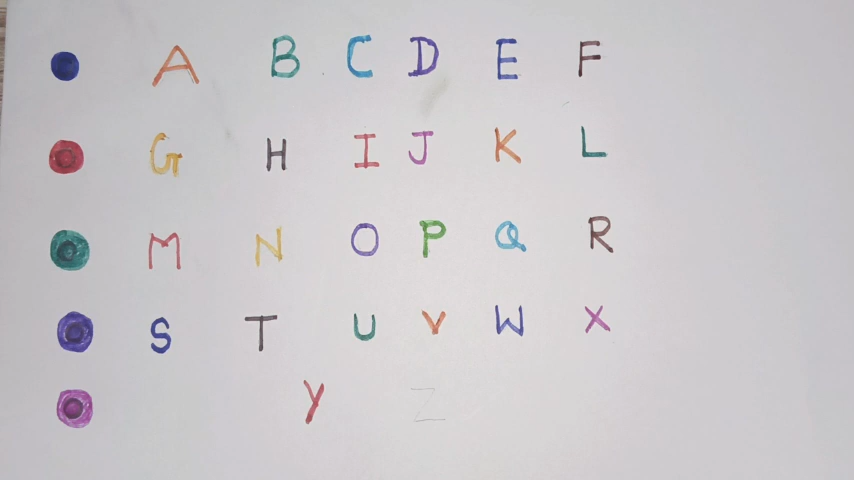 A B C D E F
G H I J K L
M N O P Q R
S T U V W X
Y Z